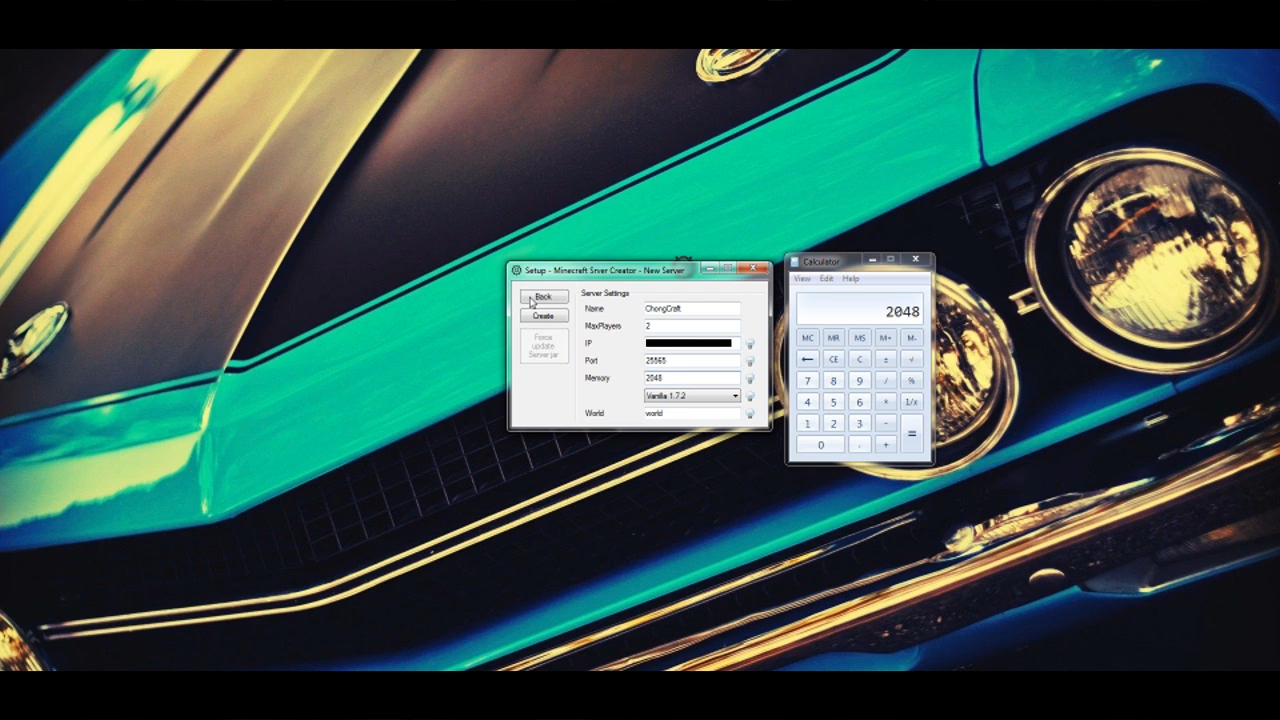 Setup - Minecraft Srver Creator - New Server
Back
Create
Force
update
Server.jar
Server Settings
Name ChongCraft
MaxPlayers 2
IP
Port 25565
Memory 2048
Vanilla 1.7.2
World world
Calculator
View Edit Help
2048
MC MR MS M+ M-
← CE C ± √
7 8 9 / %
4 5 6 * 1/x
1 2 3 - =
0 . +